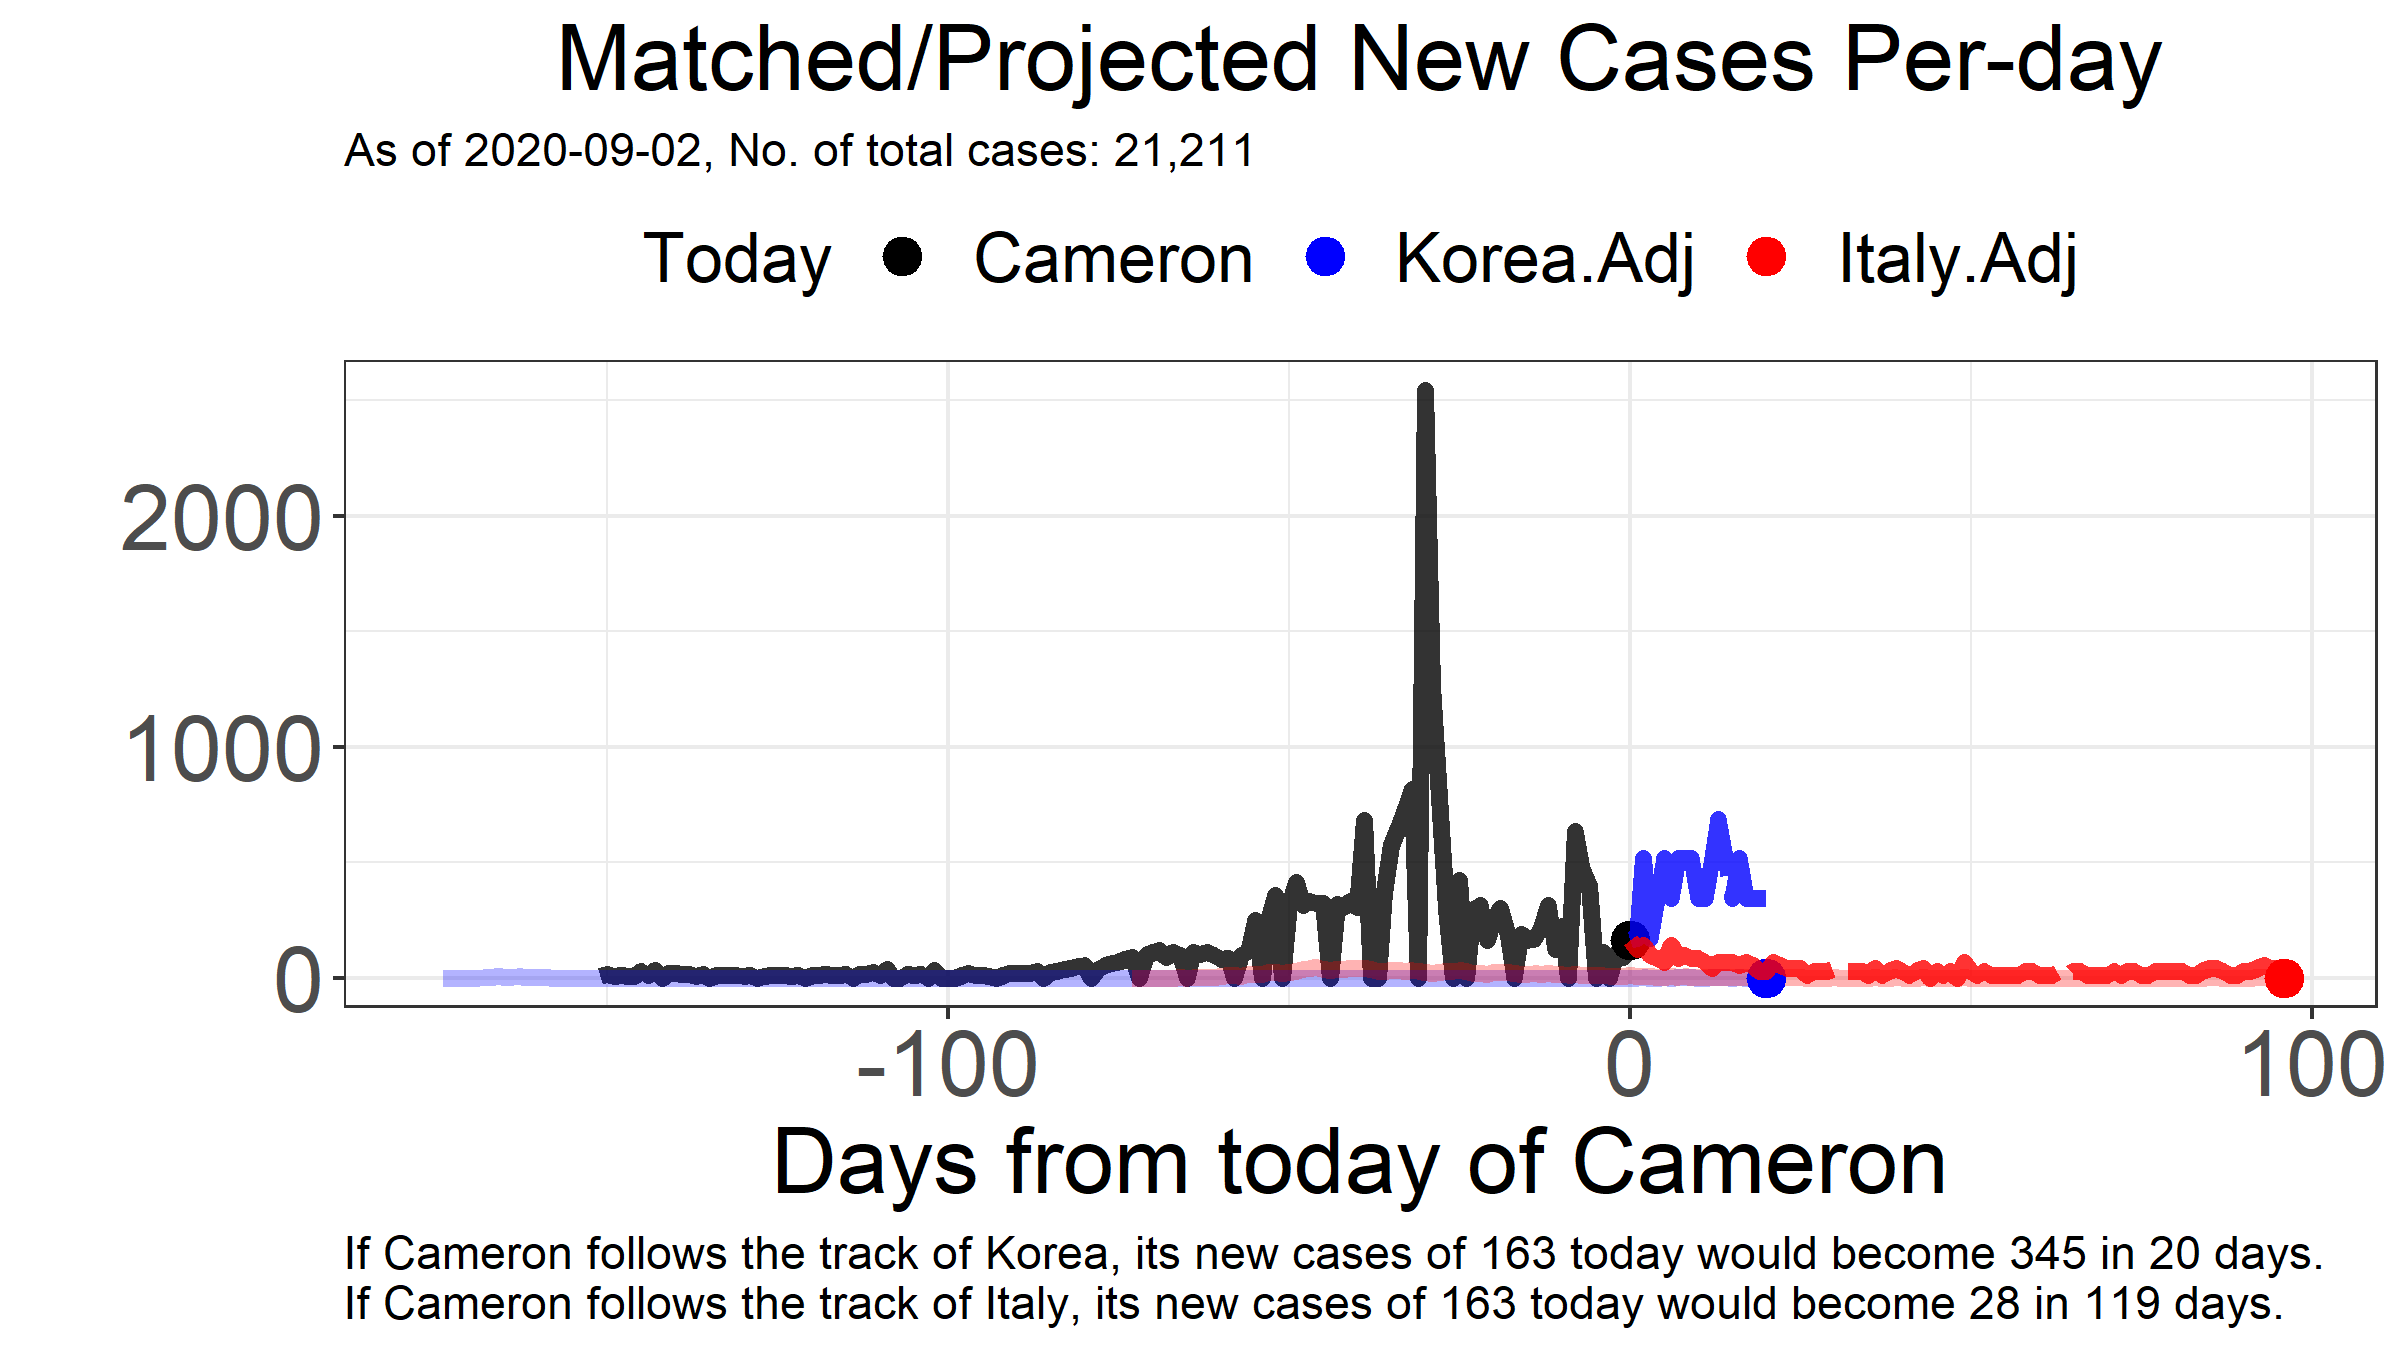 Matched/Projected New Cases Per-day
As of 2020-09-02, No. of total cases: 21,211
Today Cameron Korea.Adj Italy.Adj
2000
1000
0
-100 0 100
Days from today of Cameron
If Cameron follows the track of Korea, its new cases of 163 today would become 345 in 20 days.
If Cameron follows the track of Italy, its new cases of 163 today would become 28 in 119 days.